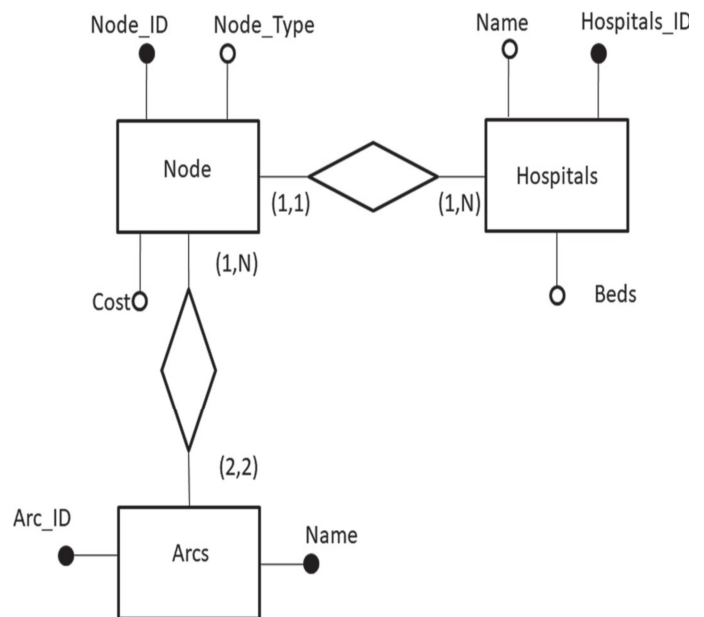 Node_ID
Node_Type
Name
Hospitals_ID
Node
Hospitals
(1,1)
(1,N)
(1,N)
Cost
Beds
(2,2)
Arc_ID
Name
Arcs